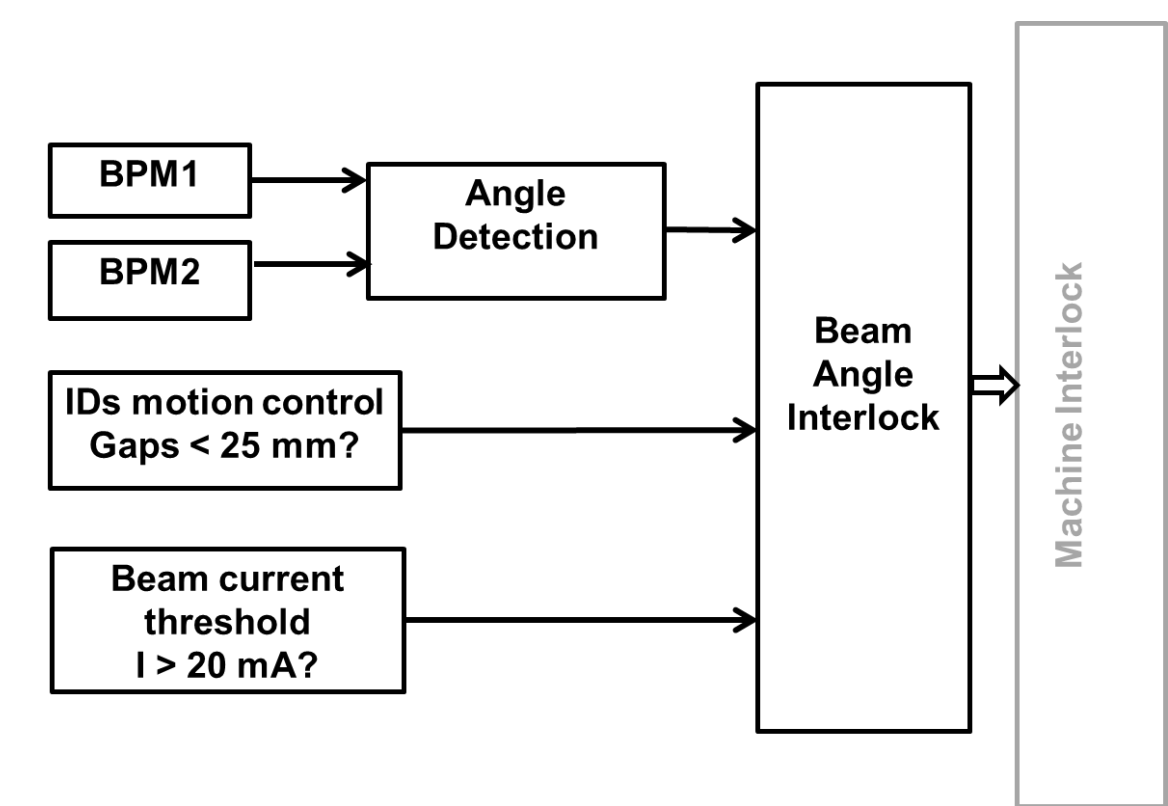 BPM1
BPM2
Angle
Detection
IDs motion control
Gaps < 25 mm?
Beam current
threshold
I > 20 mA?
Beam
Angle
Interlock
Machine Interlock